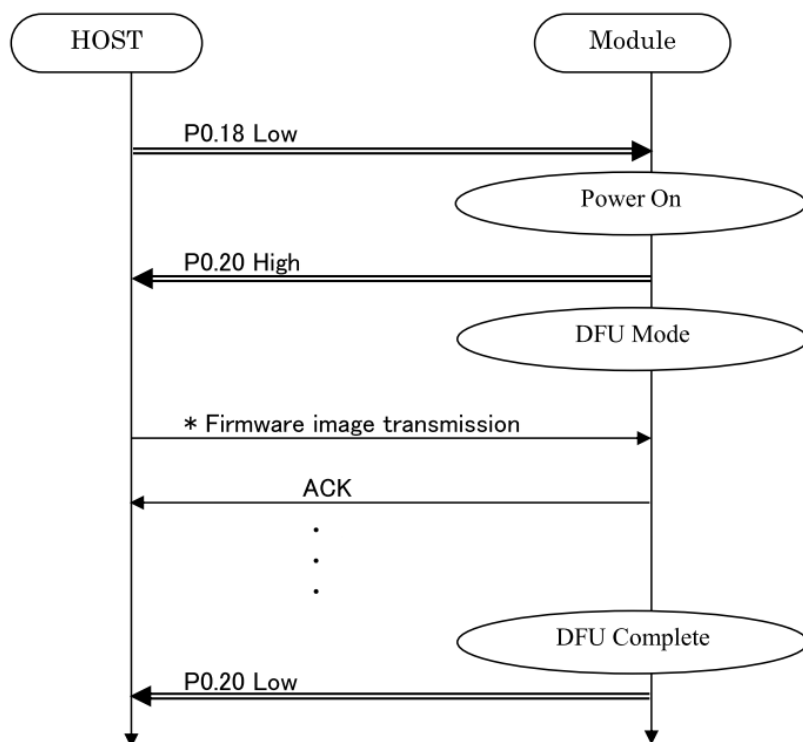 HOST
Module
P0.18 Low
Power On
P0.20 High
DFU Mode
* Firmware image transmission
ACK
.
.
.
DFU Complete
P0.20 Low